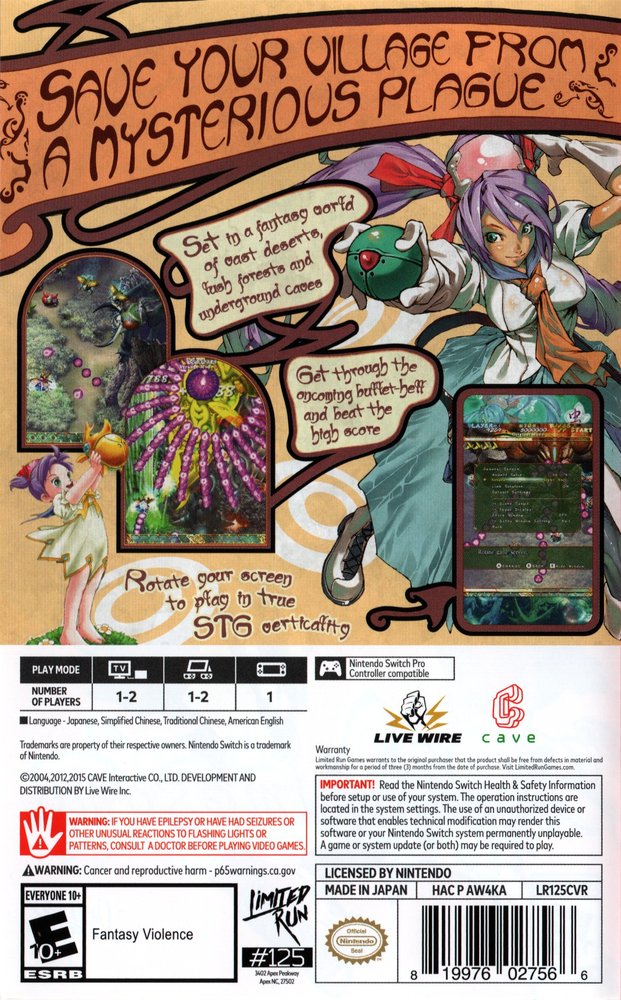 SAVE YOUR VILLAGE FROM
A MYSTERIOUS PLAGUE
Set in a fantasy world
of vast deserts,
lush forests and
underground caves
Get through the
oncoming bullet-hell
and beat the
high score
Rotate your screen
to play in true
STG verticality
General Config
Default Settings
Rotate game screen.
PLAY MODE
TV
NUMBER
OF PLAYERS
1-2
1-2
1
Nintendo Switch Pro
Controller compatible
Language - Japanese, Simplified Chinese, Traditional Chinese, American English
Trademarks are property of their respective owners. Nintendo Switch is a trademark
of Nintendo.
©2004,2012,2015 CAVE Interactive CO., LTD. DEVELOPMENT AND
DISTRIBUTION BY Live Wire Inc.
LIVE WIRE
cave
Warranty
Limited Run Games warrants to the original purchaser that the product shall be free from defects in material and
workmanship for a period of three (3) months from the date of purchase. Visit LimitedRunGames.com.
WARNING: IF YOU HAVE EPILEPSY OR HAVE HAD SEIZURES OR
OTHER UNUSUAL REACTIONS TO FLASHING LIGHTS OR
PATTERNS, CONSULT A DOCTOR BEFORE PLAYING VIDEO GAMES.
IMPORTANT! Read the Nintendo Switch Health & Safety Information
before setup or use of your system. The operation instructions are
located in the system settings. The use of an unauthorized device or
software that enables technical modification may render this
software or your Nintendo Switch system permanently unplayable.
A game or system update (or both) may be required to play.
WARNING: Cancer and reproductive harm - p65warnings.ca.gov
EVERYONE 10+
E
10+
ESRB
Fantasy Violence
LIMITED
RUN
#125
3402 Apex Peakway
Apex NC, 27502
LICENSED BY NINTENDO
MADE IN JAPAN
HAC P AW4KA
LR125CVR
Official
Nintendo
Seal
8 19976 02756 6